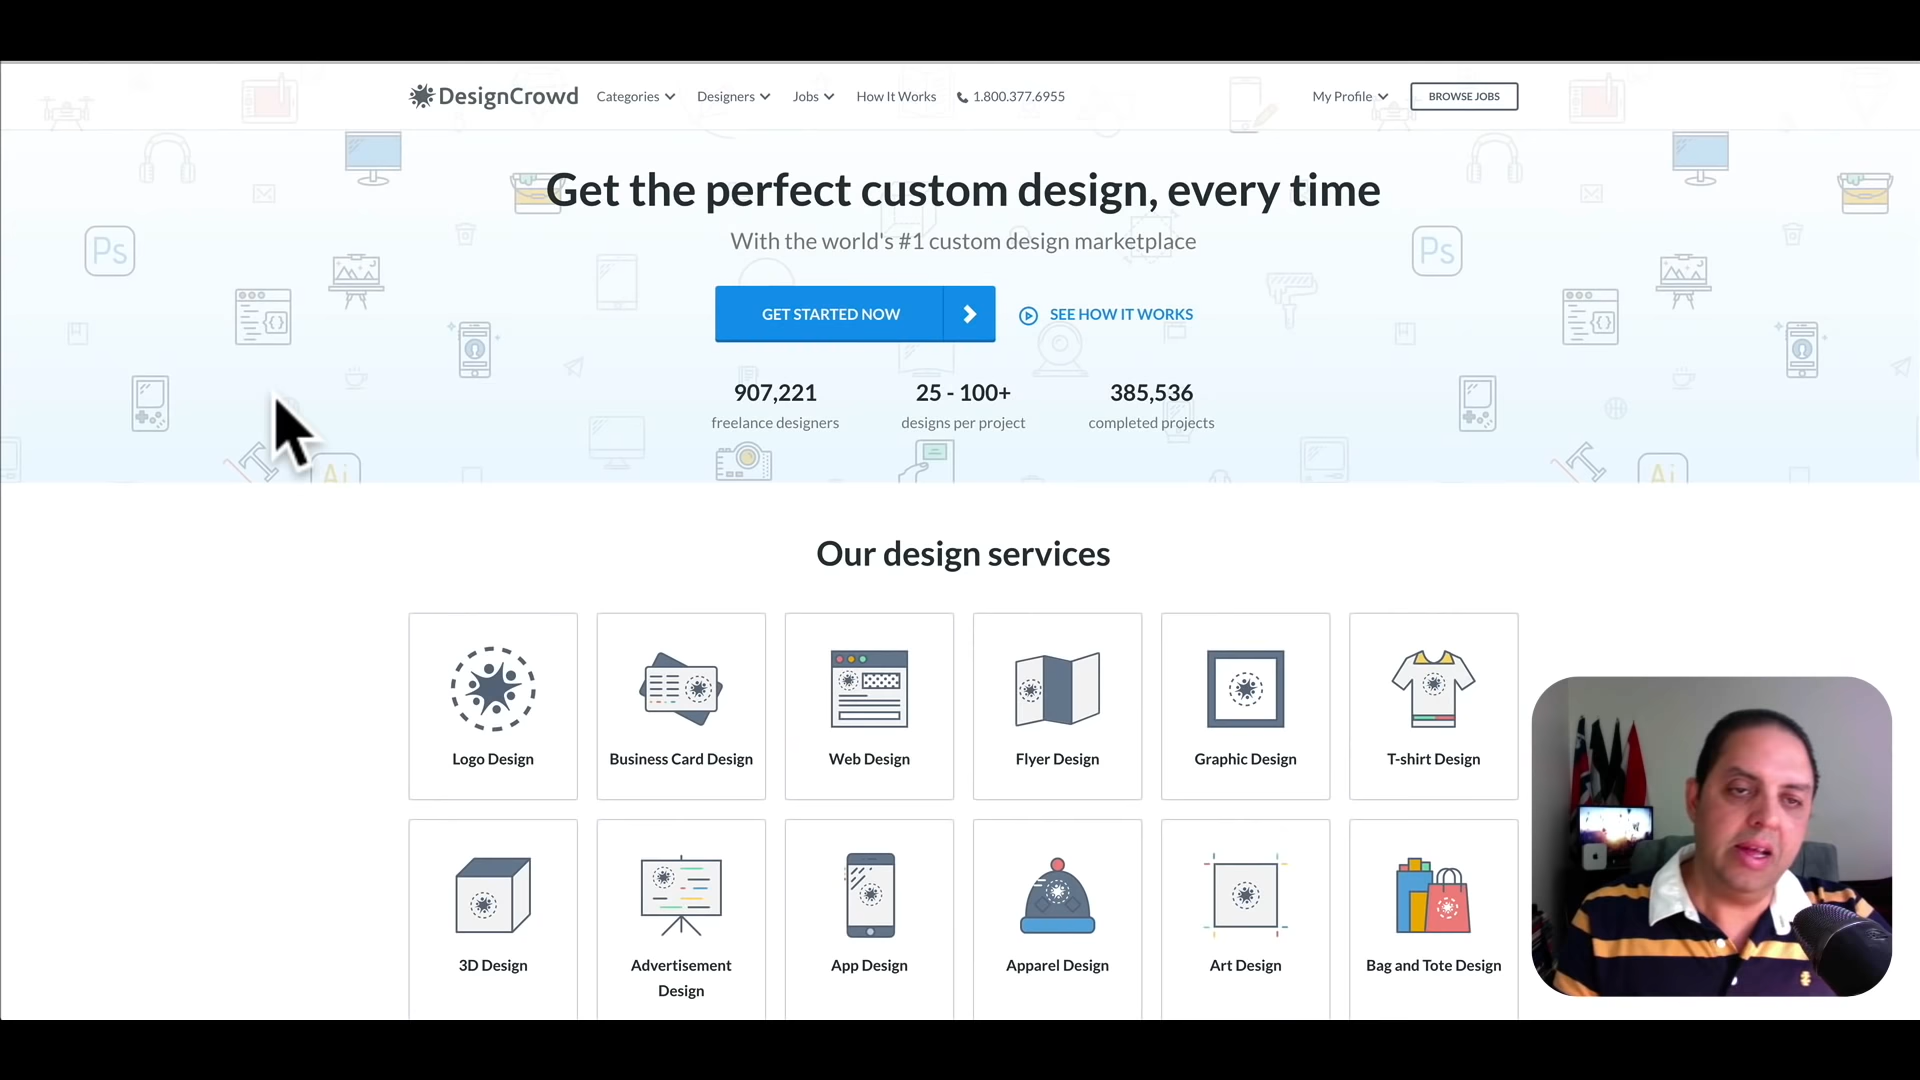 DesignCrowd Categories Designers Jobs How It Works 1.800.377.6955 My Profile BROWSE JOBS
Get the perfect custom design, every time
With the world's #1 custom design marketplace
GET STARTED NOW SEE HOW IT WORKS
907,221 25 - 100+ 385,536
freelance designers designs per project completed projects
Ps Ps
Ai Ai
Our design services
Logo Design Business Card Design Web Design Flyer Design Graphic Design T-shirt Design
3D Design Advertisement Design App Design Apparel Design Art Design Bag and Tote Design